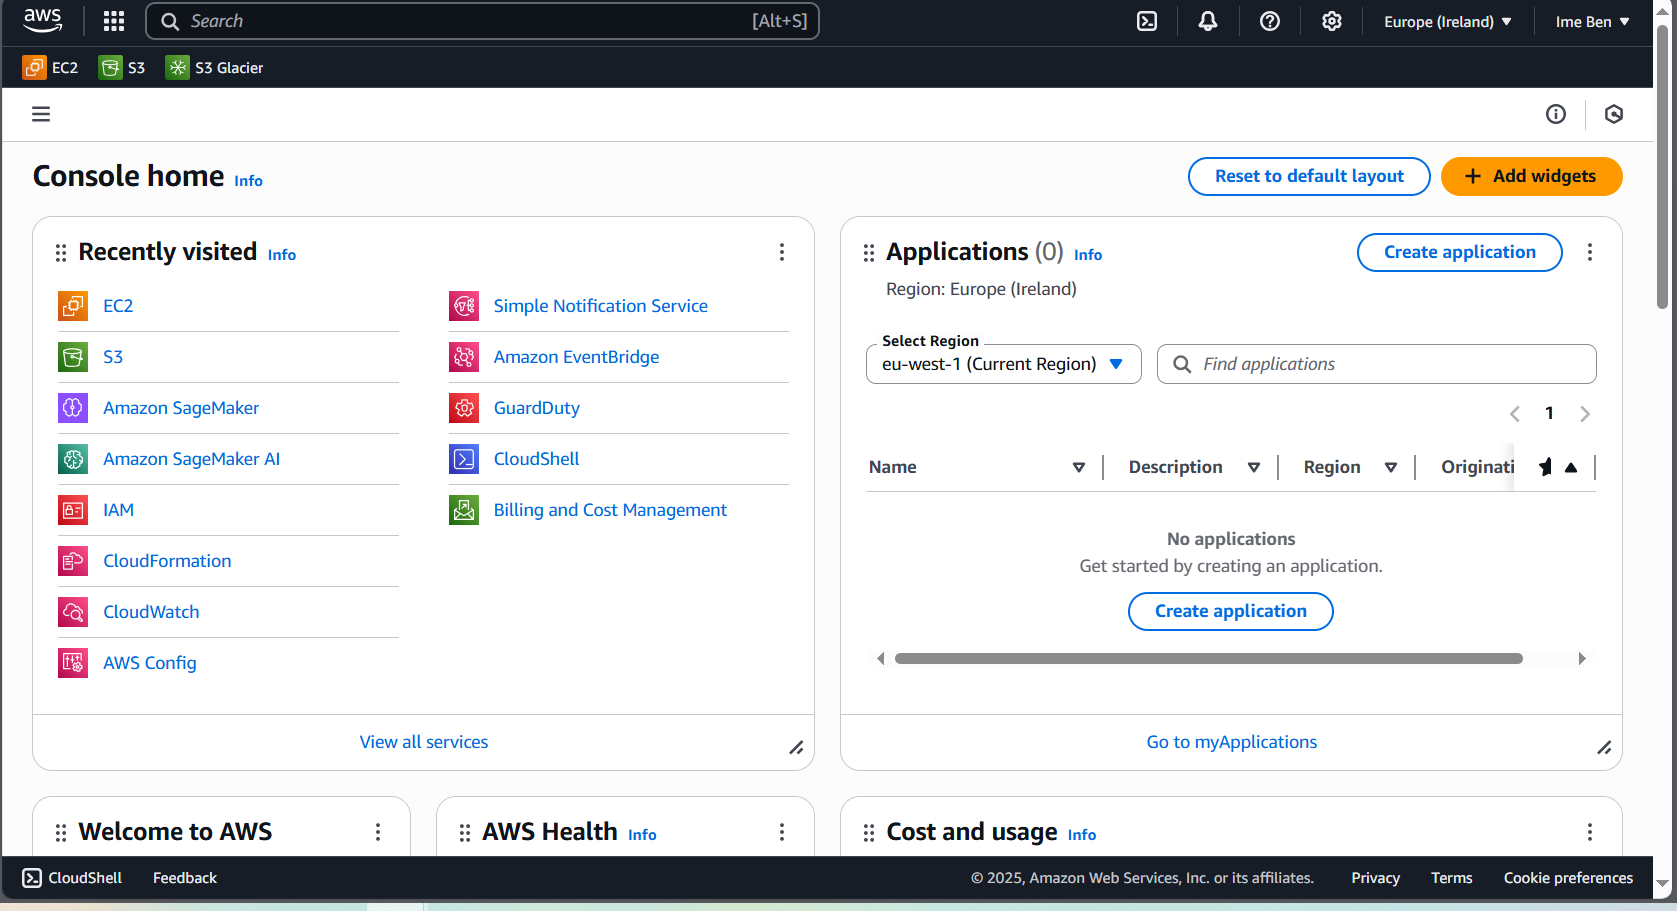 aws
Search [Alt+S]
Europe (Ireland)
Ime Ben
EC2
S3
S3 Glacier
Console home Info
Reset to default layout
Add widgets
Recently visited Info
EC2
S3
Amazon SageMaker
Amazon SageMaker AI
IAM
CloudFormation
CloudWatch
AWS Config
Simple Notification Service
Amazon EventBridge
GuardDuty
CloudShell
Billing and Cost Management
View all services
Applications (0) Info
Create application
Region: Europe (Ireland)
Select Region
eu-west-1 (Current Region)
Find applications
1
Name Description Region Originati
No applications
Get started by creating an application.
Create application
Go to myApplications
Welcome to AWS
AWS Health Info
Cost and usage Info
CloudShell Feedback © 2025, Amazon Web Services, Inc. or its affiliates. Privacy Terms Cookie preferences